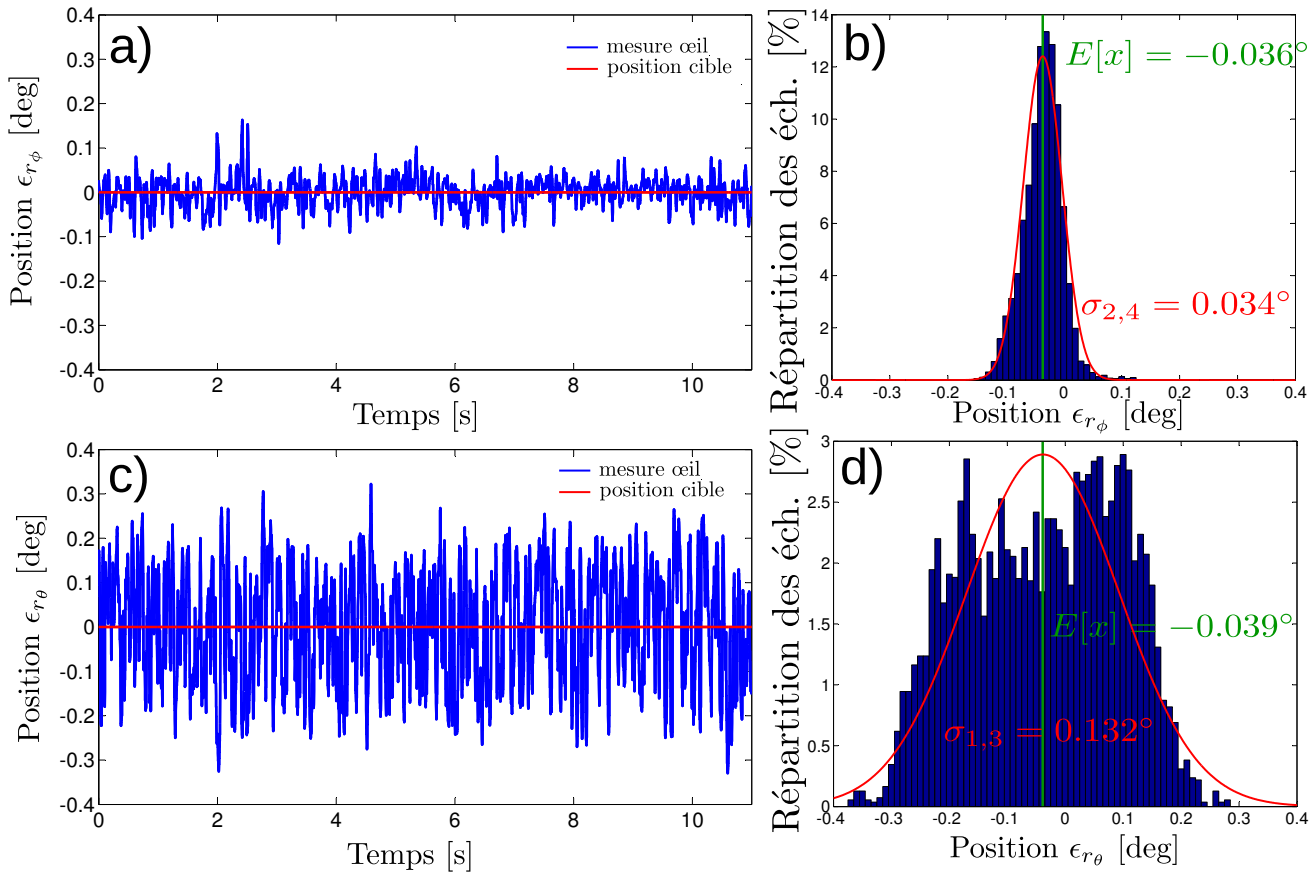 a)
mesure œil
position cible
0.4
0.3
0.2
0.1
0
-0.1
-0.2
-0.3
-0.4
0 2 4 6 8 10
Position ϵ_{r_ϕ} [deg]
Temps [s]
b)
E[x] = −0.036°
σ_{2,4} = 0.034°
14
12
10
8
6
4
2
0
-0.4 -0.3 -0.2 -0.1 0 0.1 0.2 0.3 0.4
Répartition des éch. [%]
Position ϵ_{r_ϕ} [deg]
c)
mesure œil
position cible
0.4
0.3
0.2
0.1
0
-0.1
-0.2
-0.3
-0.4
0 2 4 6 8 10
Position ϵ_{r_θ} [deg]
Temps [s]
d)
E[x] = −0.039°
σ_{1,3} = 0.132°
3
2.5
2
1.5
1
0.5
0
-0.4 -0.3 -0.2 -0.1 0 0.1 0.2 0.3 0.4
Répartition des éch. [%]
Position ϵ_{r_θ} [deg]